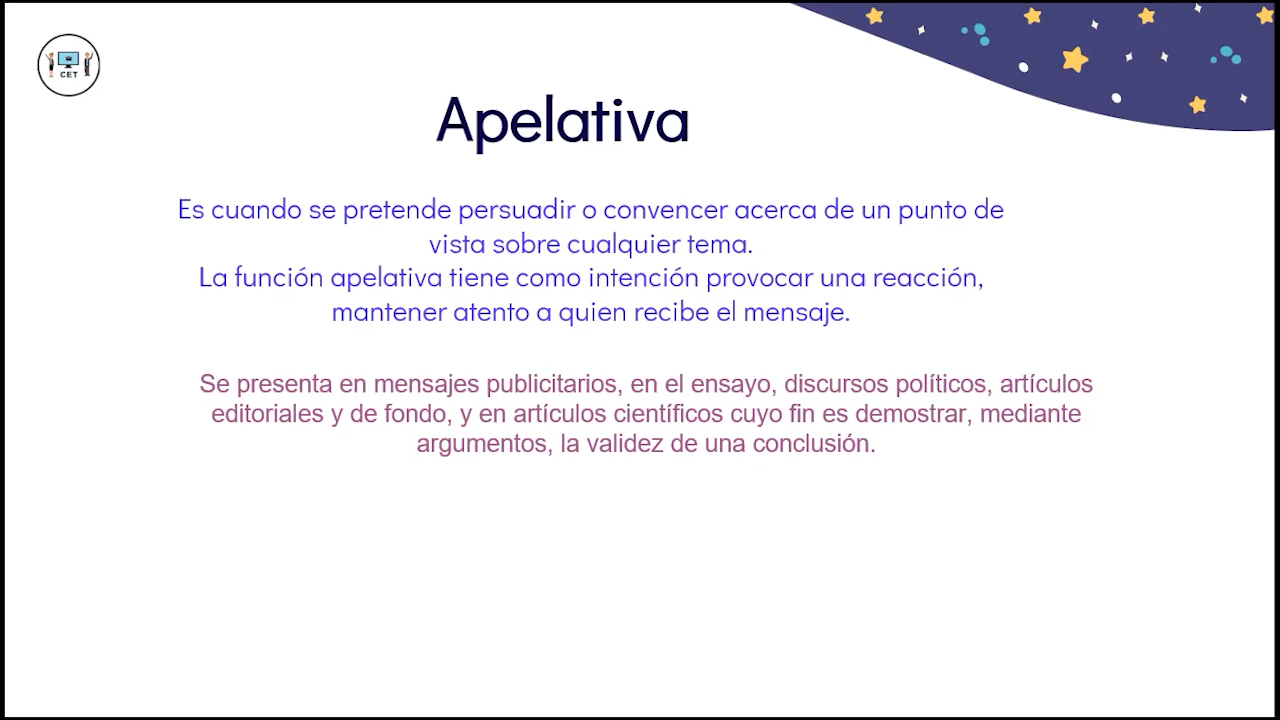 CET
Apelativa
Es cuando se pretende persuadir o convencer acerca de un punto de
vista sobre cualquier tema.
La función apelativa tiene como intención provocar una reacción,
mantener atento a quien recibe el mensaje.
Se presenta en mensajes publicitarios, en el ensayo, discursos políticos, artículos
editoriales y de fondo, y en artículos científicos cuyo fin es demostrar, mediante
argumentos, la validez de una conclusión.